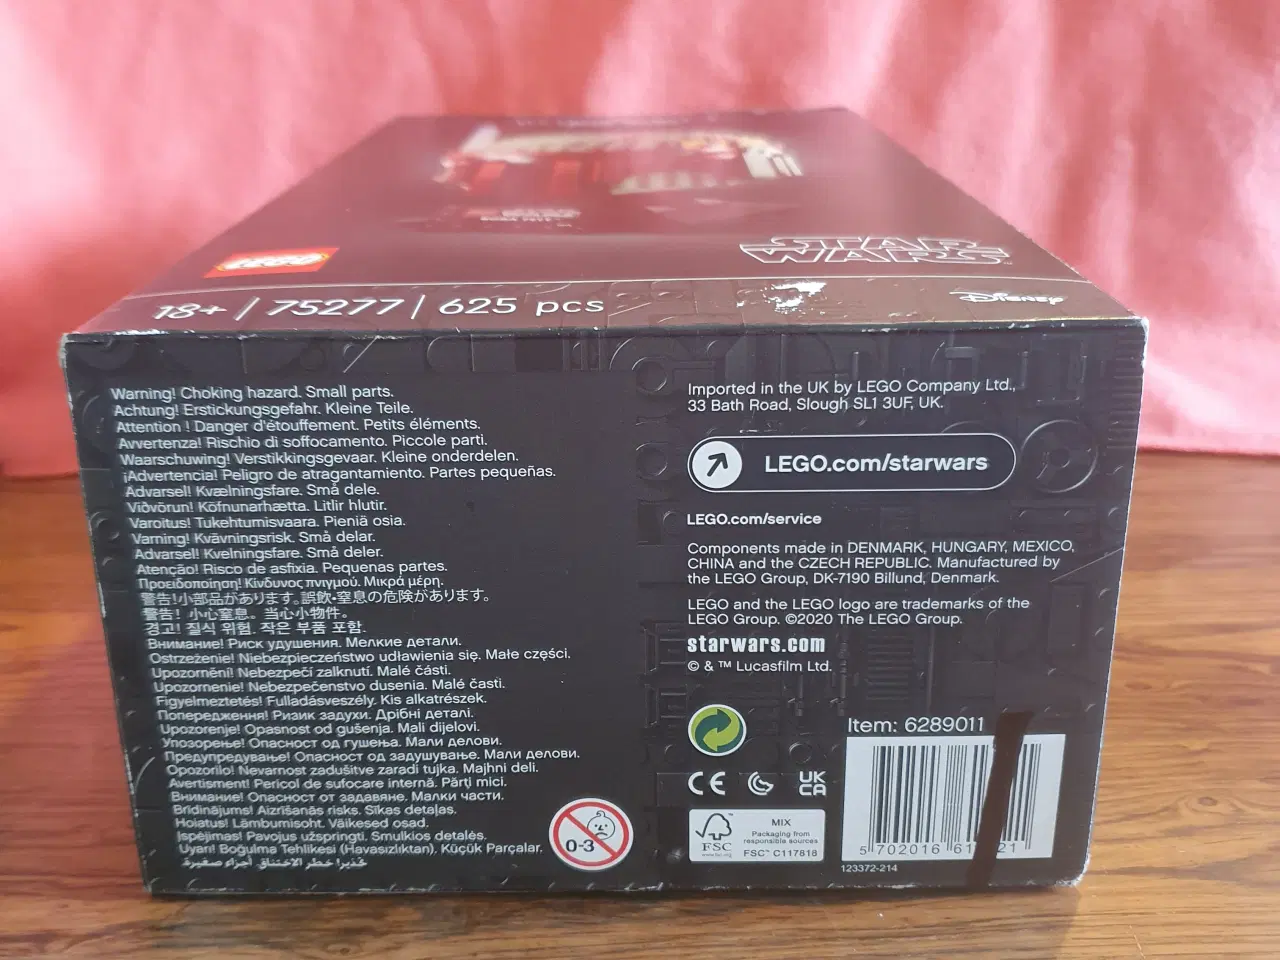 LEGO
STAR
WARS
18+ | 75277 | 625 pcs
Disney
Warning! Choking hazard. Small parts.
Achtung! Erstickungsgefahr. Kleine Teile.
Attention ! Danger d'étouffement. Petits éléments.
Avvertenza! Rischio di soffocamento. Piccole parti.
Waarschuwing! Verstikkingsgevaar. Kleine onderdelen.
¡Advertencia! Peligro de atragantamiento. Partes pequeñas.
Advarsel! Kvælningsfare. Små dele.
Viðvörun! Köfnunarhætta. Litlir hlutir.
Varoitus! Tukehtumisvaara. Pieniä osia.
Varning! Kvävningsrisk. Små delar.
Advarsel! Kvelningsfare. Små deler.
Atenção! Risco de asfixia. Pequenas partes.
Προειδοποίηση! Κίνδυνος πνιγμού. Μικρά μέρη.
警告!小部品があります。誤飲・窒息の危険があります。
警告! 小心窒息。当心小物件。
경고! 질식 위험. 작은 부품 포함.
Внимание! Риск удушения. Мелкие детали.
Ostrzeżenie! Niebezpieczeństwo udławienia się. Małe części.
Upozornění! Nebezpečí zalknutí. Malé části.
Upozornenie! Nebezpečenstvo dusenia. Malé časti.
Figyelmeztetés! Fulladásveszély. Kis alkatrészek.
Попередження! Ризик задухи. Дрібні деталі.
Upozorenje! Opasnost od gušenja. Mali dijelovi.
Упозорење! Опасност од гушења. Мали делови.
Предупредување! Опасност од задушување. Мали делови.
Opozorilo! Nevarnost zadušitve zaradi tujka. Majhni deli.
Avertisment! Pericol de sufocare internă. Părți mici.
Внимание! Опасност от задавяне. Малки части.
Brīdinājums! Aizrīšanās risks. Sīkas detaļas.
Hoiatus! Lämbumisoht. Väikesed osad.
Įspėjimas! Pavojus užspringti. Smulkios detalės.
Uyarı! Boğulma Tehlikesi (Havasızlıktan). Küçük Parçalar.
تحذير! خطر الاختناق. أجزاء صغيرة.
0-3
Imported in the UK by LEGO Company Ltd.,
33 Bath Road, Slough SL1 3UF, UK.
LEGO.com/starwars
LEGO.com/service
Components made in DENMARK, HUNGARY, MEXICO,
CHINA and the CZECH REPUBLIC. Manufactured by
the LEGO Group, DK-7190 Billund, Denmark.
LEGO and the LEGO logo are trademarks of the
LEGO Group. ©2020 The LEGO Group.
starwars.com
© & ™ Lucasfilm Ltd.
CE
UK
CA
FSC
www.fsc.org
MIX
Packaging from
responsible sources
FSC™ C117818
Item: 6289011
5 702016 61 21
123372-214